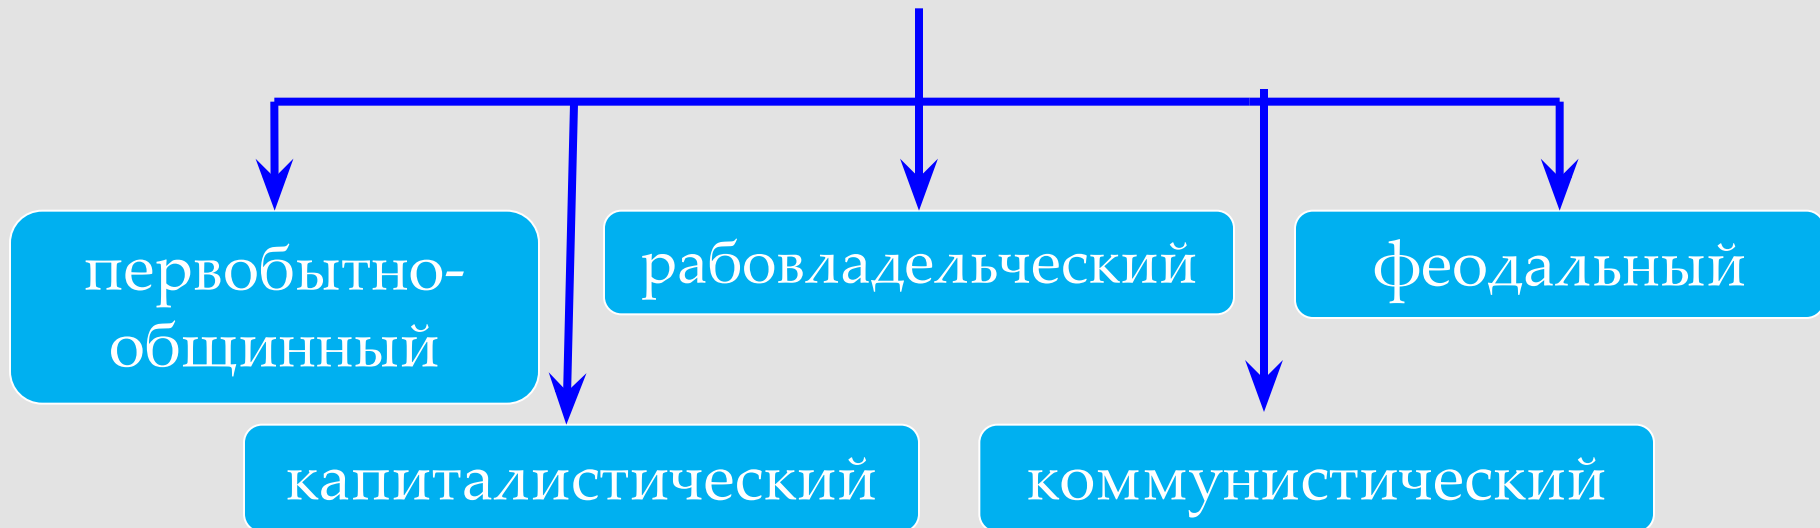 первобытно-
общинный
рабовладельческий
феодальный
капиталистический
коммунистический